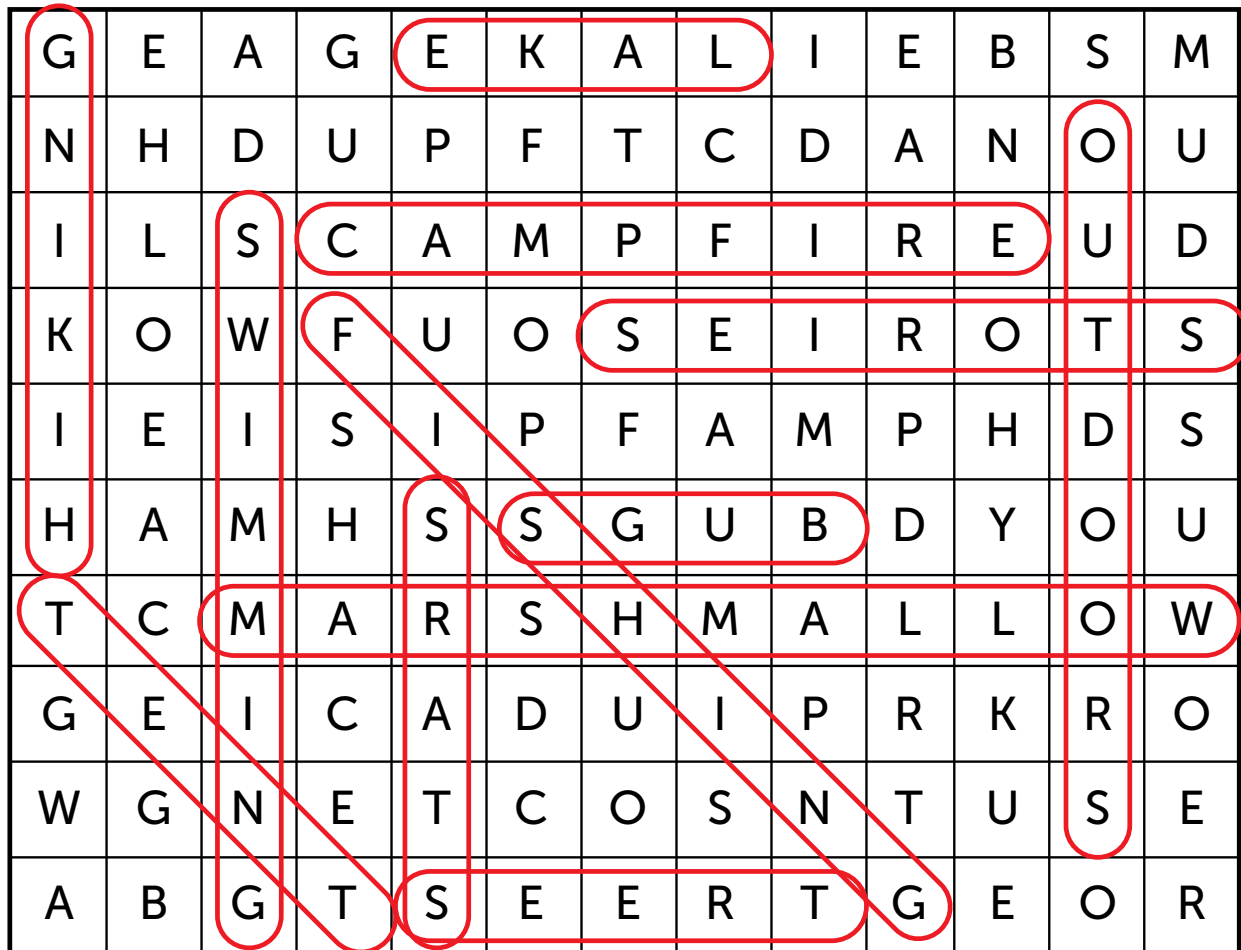 G E A G E K A L I E B S M
N H D U P F T C D A N O U
I L S C A M P F I R E U D
K O W F U O S E I R O T S
I E I S I P F A M P H D S
H A M H S S G U B D Y O U
T C M A R S H M A L L O W
G E I C A D U I P R K R O
W G N E T C O S N T U S E
A B G T S E E R T G E O R